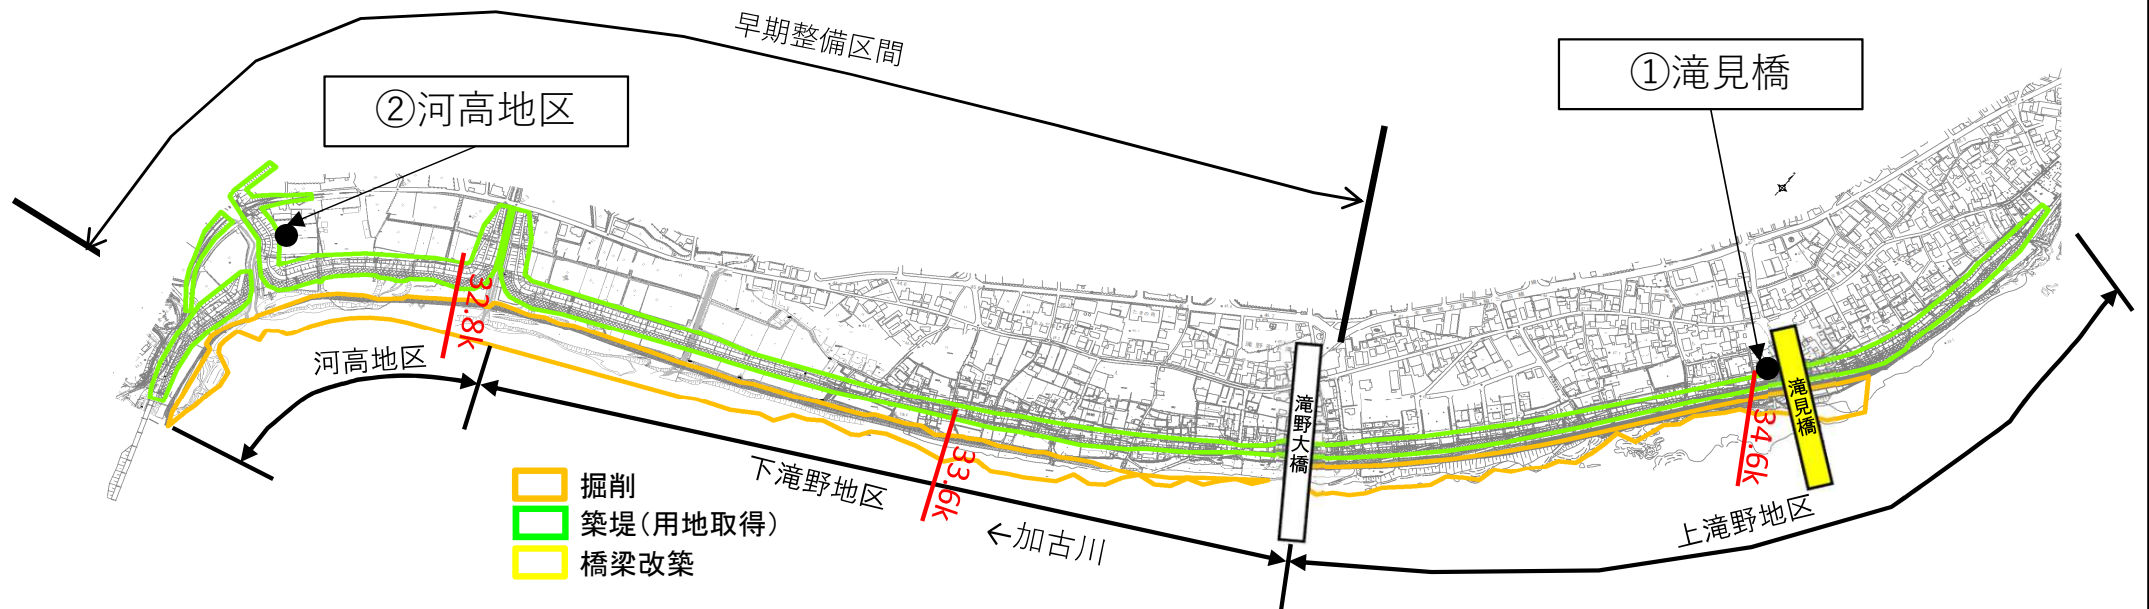 早期整備区間
①滝見橋
②河高地区
32.8k
河高地区
滝野大橋
滝見橋
34.6k
33.6k
下滝野地区
上滝野地区
←加古川
掘削
築堤(用地取得)
橋梁改築